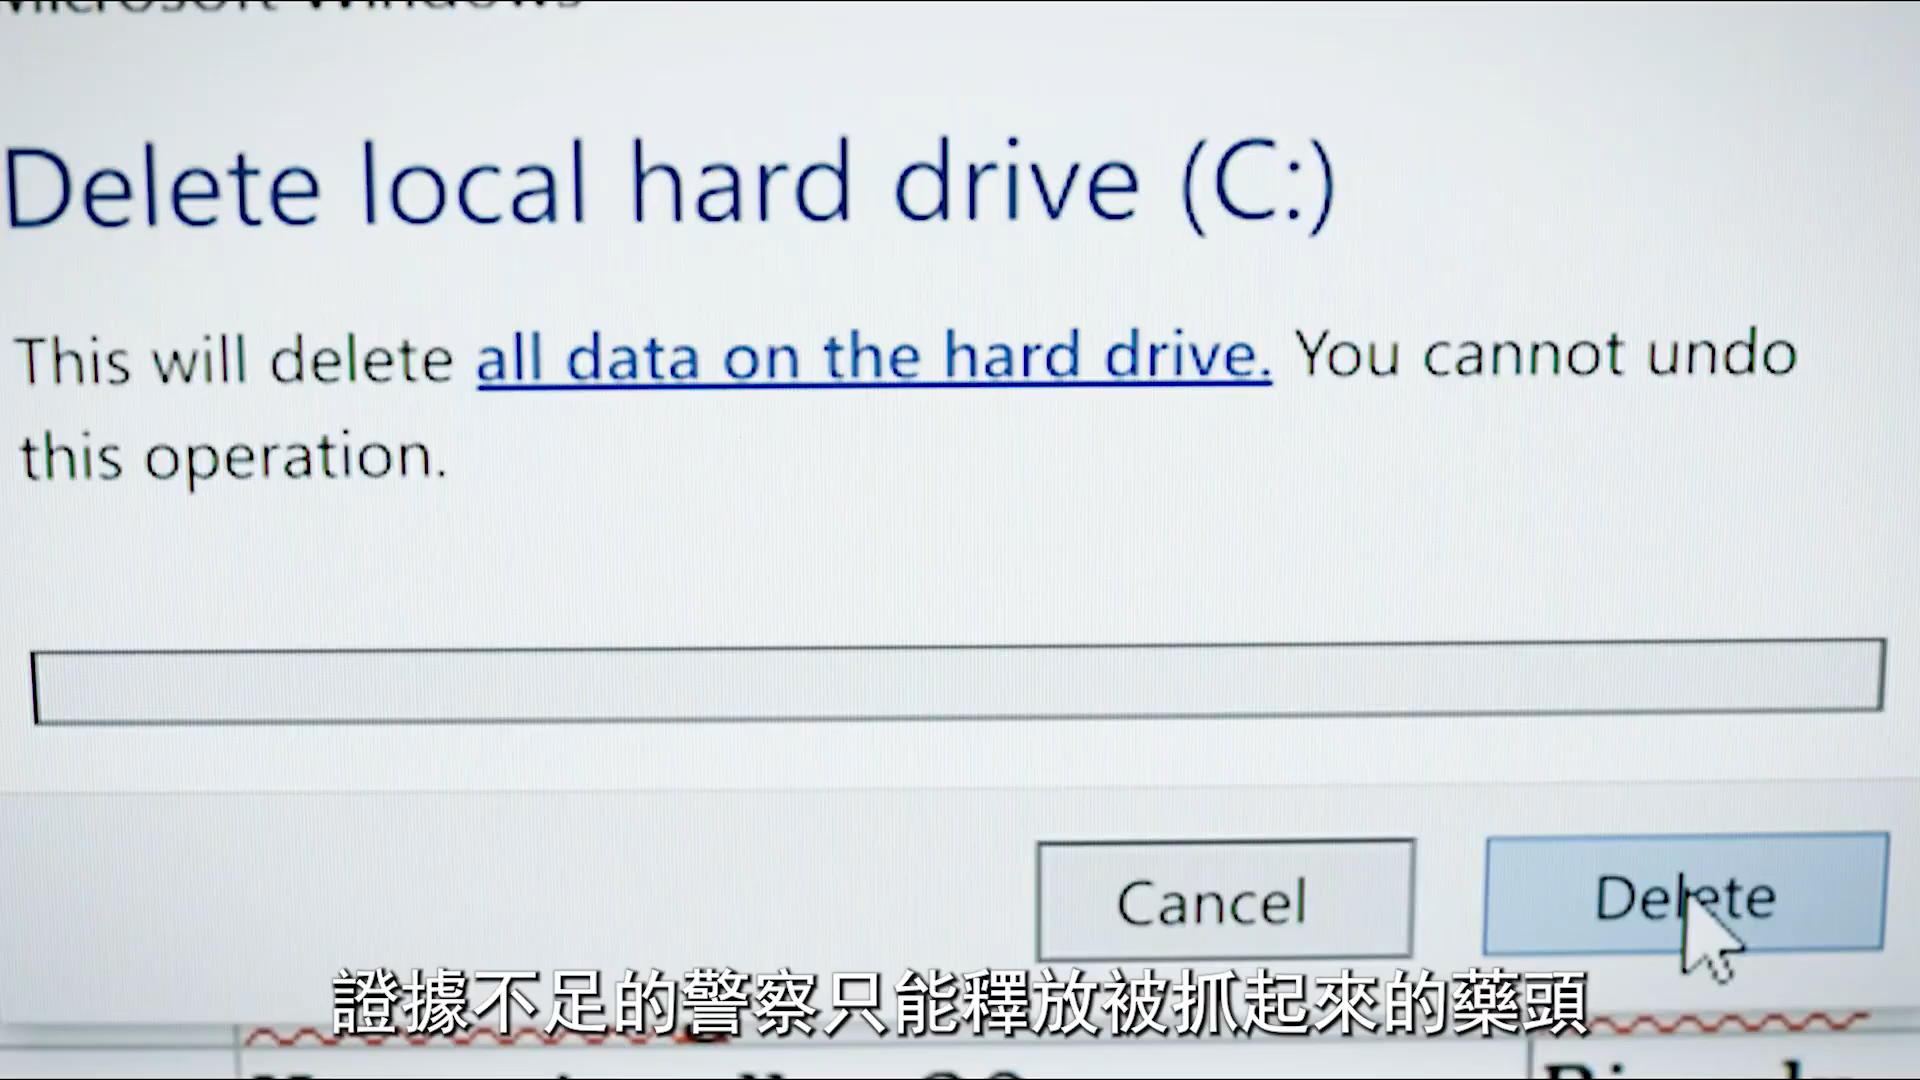 Microsoft Windows
Delete local hard drive (C:)
This will delete all data on the hard drive. You cannot undo
this operation.
Cancel
Delete
證據不足的警察只能釋放被抓起來的藥頭